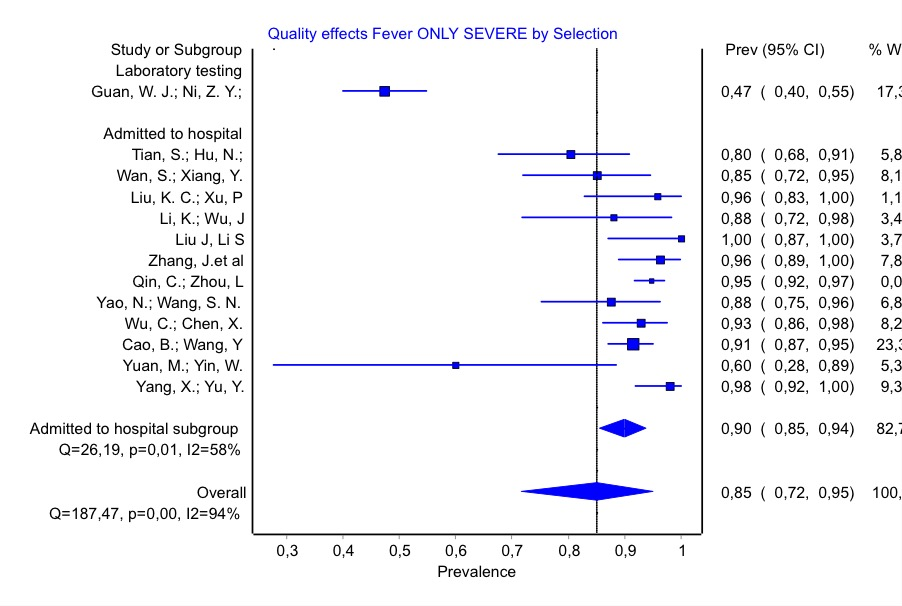 Quality effects Fever ONLY SEVERE by Selection
Study or Subgroup Prev (95% CI) % W
Laboratory testing
Guan, W. J.; Ni, Z. Y.; 0,47 ( 0,40, 0,55) 17,3
Admitted to hospital
Tian, S.; Hu, N.; 0,80 ( 0,68, 0,91) 5,8
Wan, S.; Xiang, Y. 0,85 ( 0,72, 0,95) 8,1
Liu, K. C.; Xu, P 0,96 ( 0,83, 1,00) 1,1
Li, K.; Wu, J 0,88 ( 0,72, 0,98) 3,4
Liu J, Li S 1,00 ( 0,87, 1,00) 3,7
Zhang, J.et al 0,96 ( 0,89, 1,00) 7,8
Qin, C.; Zhou, L 0,95 ( 0,92, 0,97) 0,0
Yao, N.; Wang, S. N. 0,88 ( 0,75, 0,96) 6,8
Wu, C.; Chen, X. 0,93 ( 0,86, 0,98) 8,2
Cao, B.; Wang, Y 0,91 ( 0,87, 0,95) 23,3
Yuan, M.; Yin, W. 0,60 ( 0,28, 0,89) 5,3
Yang, X.; Yu, Y. 0,98 ( 0,92, 1,00) 9,3
Admitted to hospital subgroup 0,90 ( 0,85, 0,94) 82,7
Q=26,19, p=0,01, I2=58%
Overall 0,85 ( 0,72, 0,95) 100,
Q=187,47, p=0,00, I2=94%
0,3 0,4 0,5 0,6 0,7 0,8 0,9 1
Prevalence